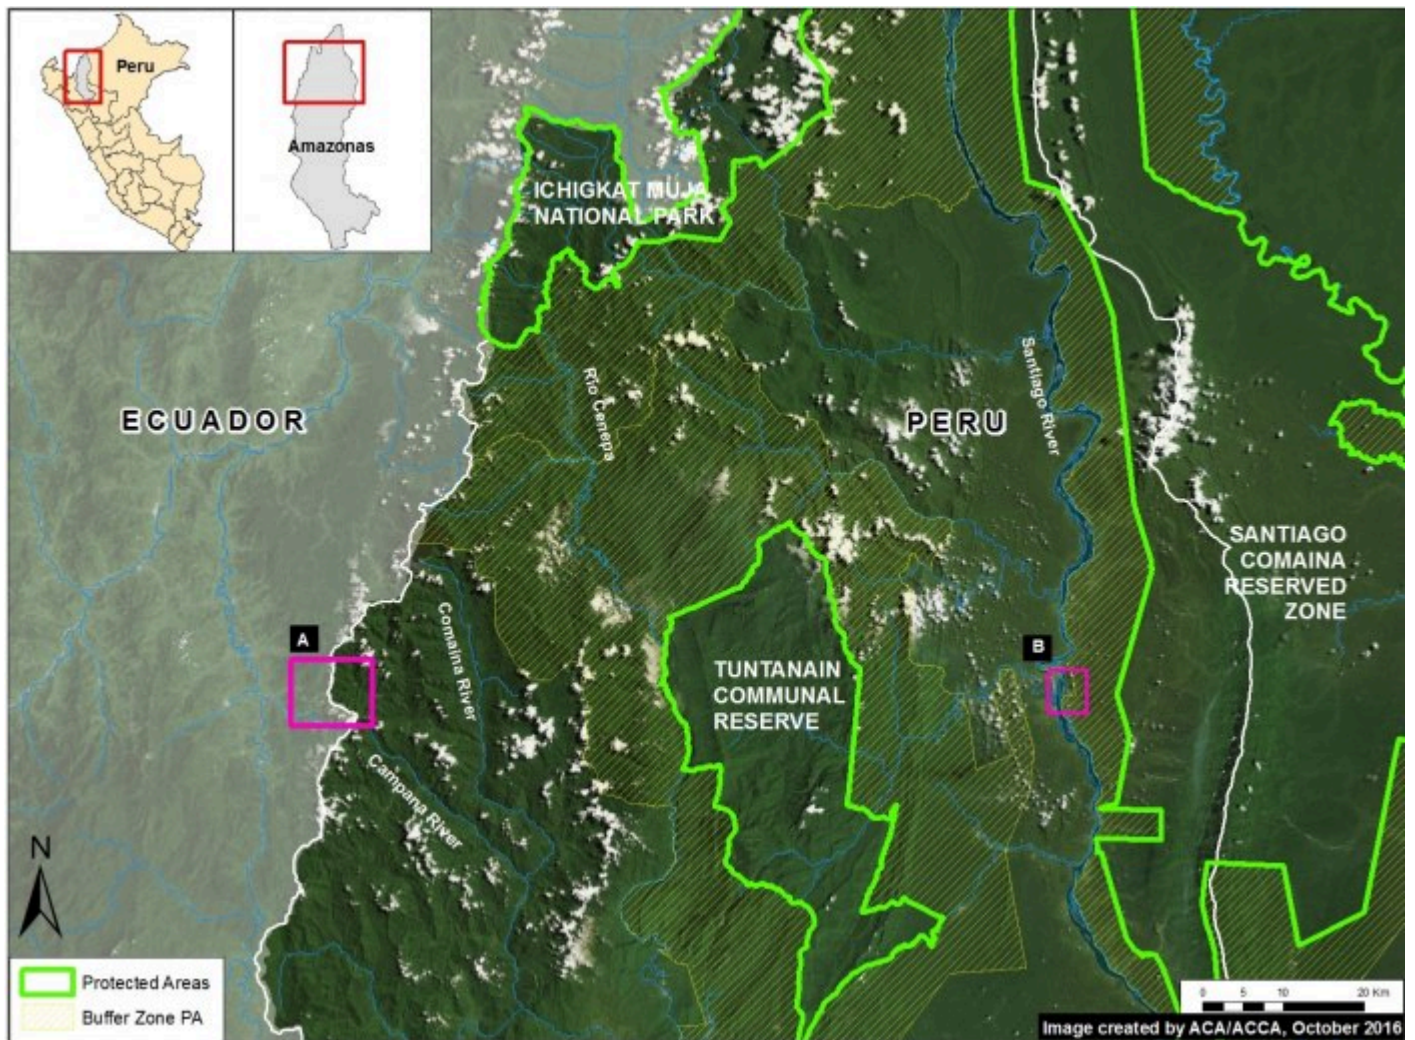 Peru
Amazonas
ICHIGKAT MUJA
NATIONAL PARK
Santiago River
Río Cenepa
ECUADOR
PERU
SANTIAGO
COMAINA
RESERVED
ZONE
Comaina River
A
B
TUNTANAIN
COMMUNAL
RESERVE
Campana River
N
Protected Areas
Buffer Zone PA
0 5 10 20 Km
Image created by ACA/ACCA, October 2016